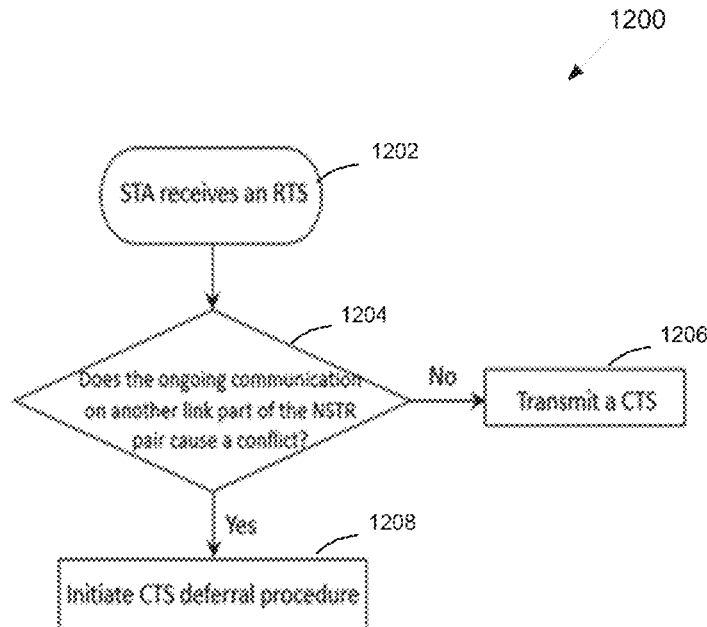 1200
1202
STA receives an RTS
1204
Does the ongoing communication
on another link part of the NSTR
pair cause a conflict?
No
1206
Transmit a CTS
Yes
1208
Initiate CTS deferral procedure